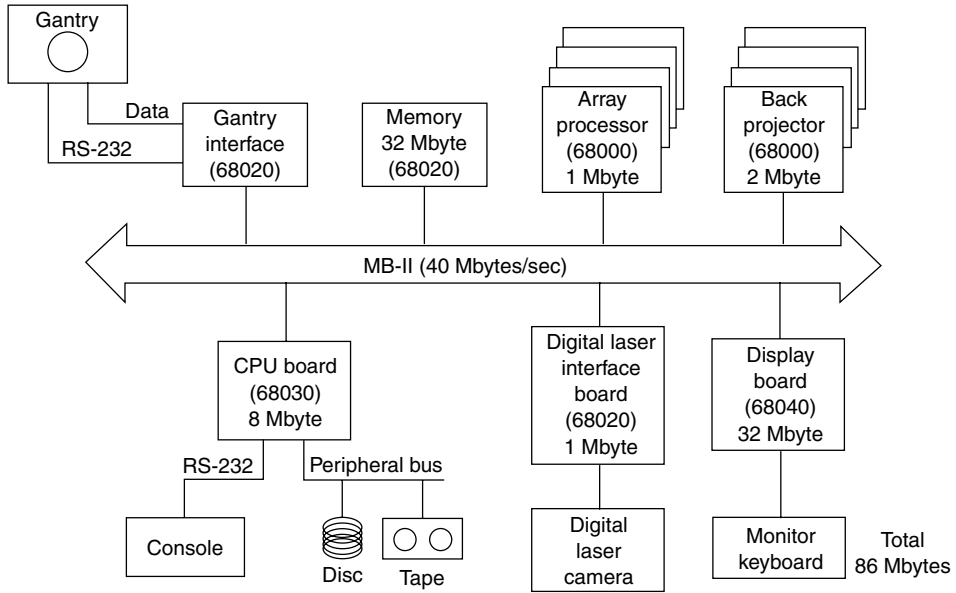 Gantry
Data
RS-232
Gantry
interface
(68020)
Memory
32 Mbyte
(68020)
Array
processor
(68000)
1 Mbyte
Back
projector
(68000)
2 Mbyte
MB-II (40 Mbytes/sec)
CPU board
(68030)
8 Mbyte
Digital laser
interface
board
(68020)
1 Mbyte
Display
board
(68040)
32 Mbyte
RS-232
Peripheral bus
Console
Disc
Tape
Digital
laser
camera
Monitor
keyboard
Total
86 Mbytes